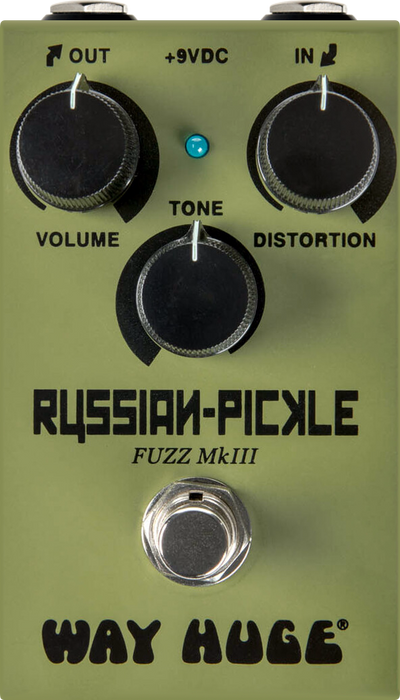 OUT +9VDC IN
TONE
VOLUME DISTORTION
RUSSIAN-PICKLE
FUZZ MkIII
WAY HUGE®